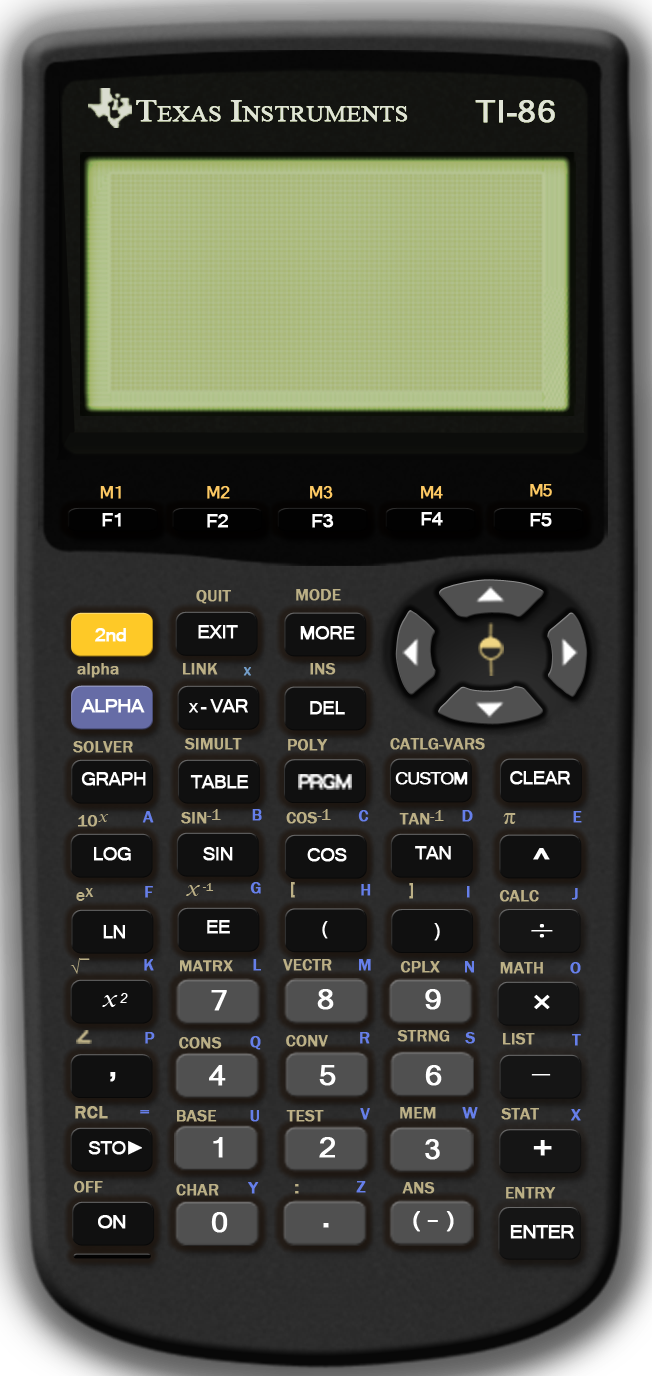 TEXAS INSTRUMENTS TI-86
M1 M2 M3 M4 M5
F1 F2 F3 F4 F5
QUIT MODE
2nd EXIT MORE
alpha LINK x INS
ALPHA x-VAR DEL
SOLVER SIMULT POLY CATLG-VARS
GRAPH TABLE PRGM CUSTOM CLEAR
10ˣ A SIN⁻¹ B COS⁻¹ C TAN⁻¹ D π E
LOG SIN COS TAN ^
eˣ F x⁻¹ G [ H ] I CALC J
LN EE ( ) ÷
√ K MATRX L VECTR M CPLX N MATH O
x² 7 8 9 ×
∠ P CONS Q CONV R STRNG S LIST T
, 4 5 6 −
RCL = BASE U TEST V MEM W STAT X
STO▶ 1 2 3 +
OFF CHAR Y : Z ANS ENTRY
ON 0 . (-) ENTER